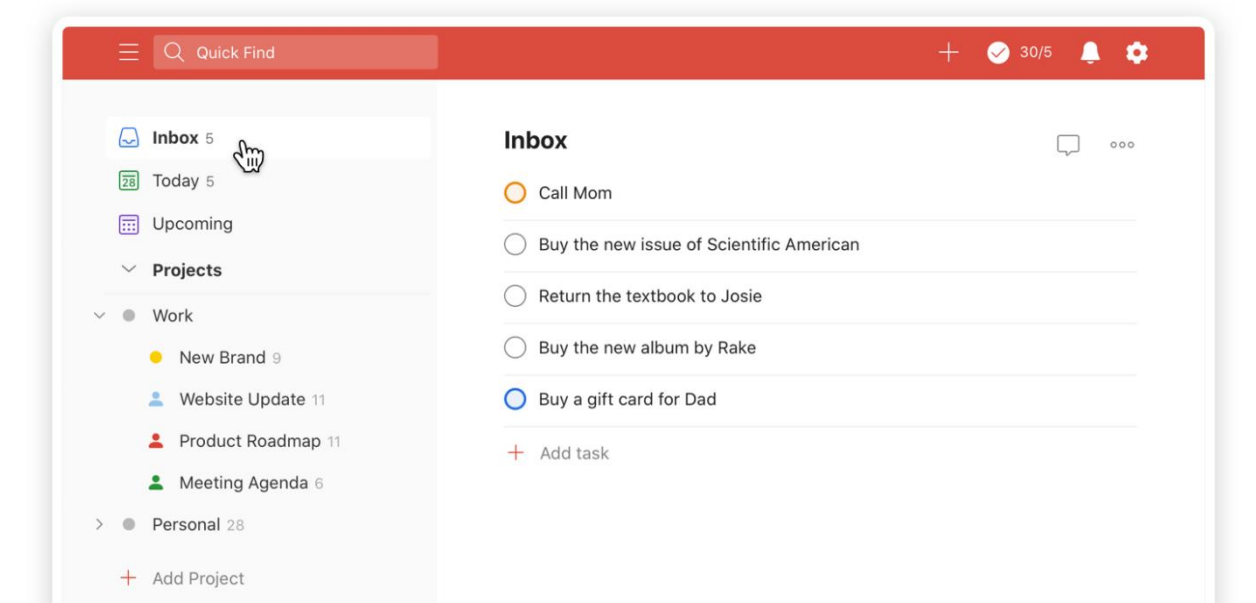 Quick Find
30/5
Inbox 5
28 Today 5
Upcoming
Projects
Work
New Brand 9
Website Update 11
Product Roadmap 11
Meeting Agenda 6
Personal 28
Add Project
Inbox
Call Mom
Buy the new issue of Scientific American
Return the textbook to Josie
Buy the new album by Rake
Buy a gift card for Dad
Add task